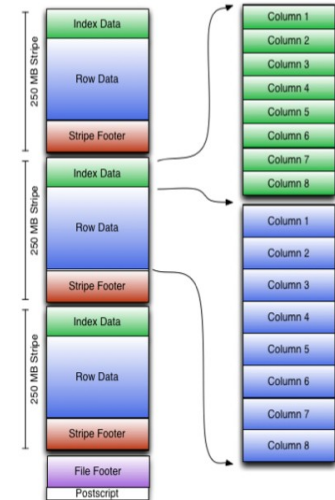 250 MB Stripe
Index Data
Row Data
Stripe Footer
250 MB Stripe
Index Data
Row Data
Stripe Footer
250 MB Stripe
Index Data
Row Data
Stripe Footer
File Footer
Postscript
Column 1
Column 2
Column 3
Column 4
Column 5
Column 6
Column 7
Column 8
Column 1
Column 2
Column 3
Column 4
Column 5
Column 6
Column 7
Column 8